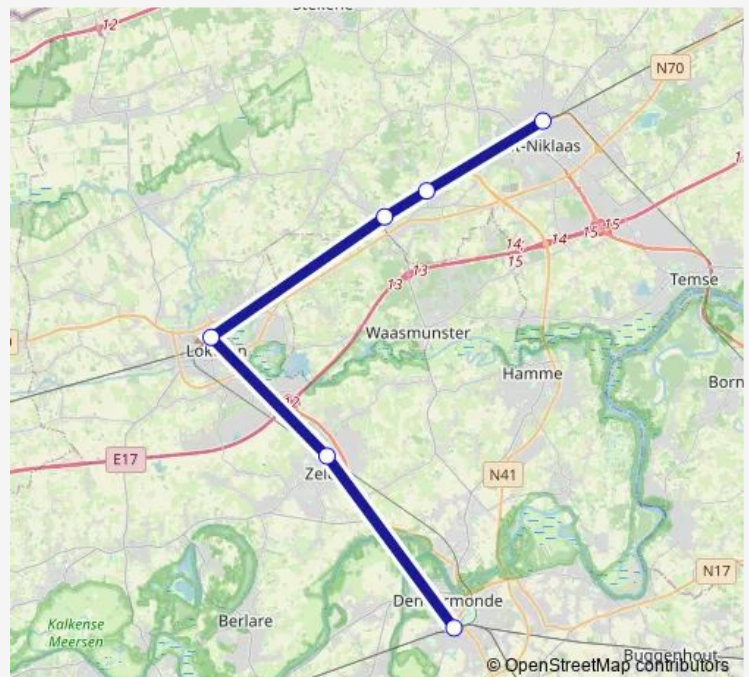 12
N70
t-Niklaas
14
15
14
15
15
13
13
Temse
Waasmunster
Lok
n
Hamme
Born
12
E17
Zel
N41
N17
Den
rmonde
Berlare
Kalkense
Meersen
Buggenhout
© OpenStreetMap contributors